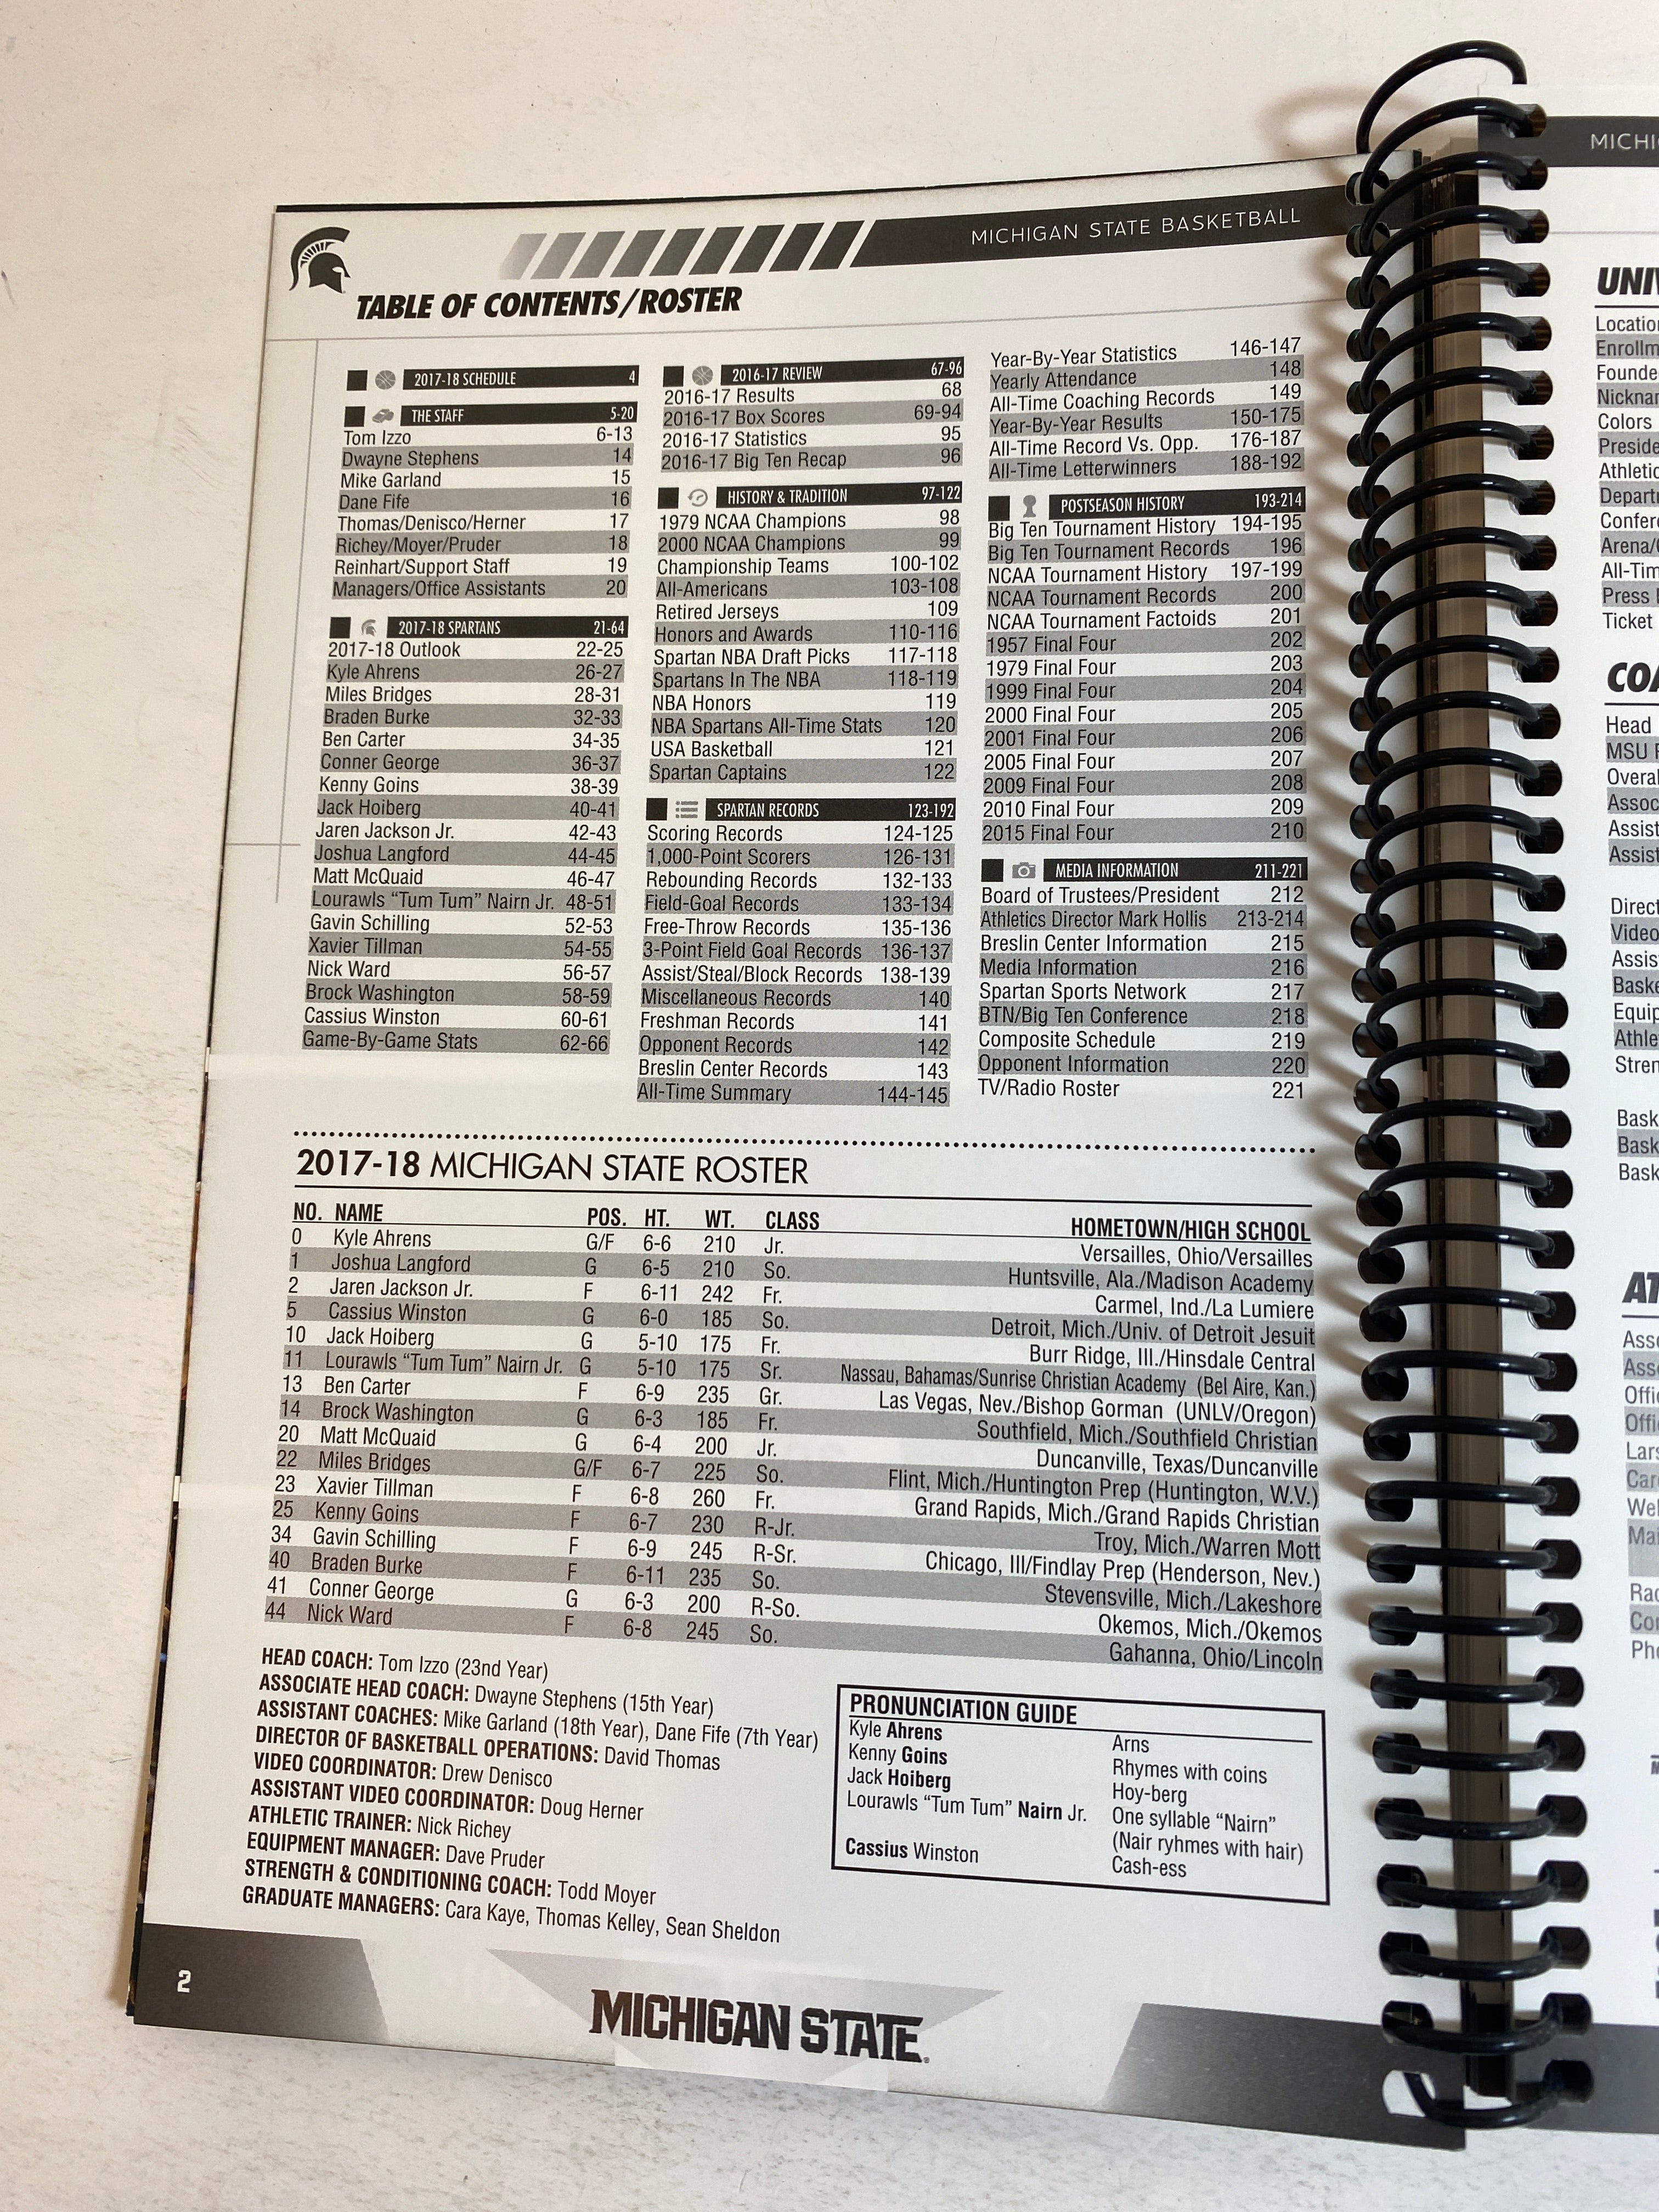 MICHIGAN STATE BASKETBALL
TABLE OF CONTENTS/ROSTER
2017-18 SCHEDULE 4
THE STAFF 5-20
Tom Izzo 6-13
Dwayne Stephens 14
Mike Garland 15
Dane Fife 16
Thomas/Denisco/Herner 17
Richey/Moyer/Pruder 18
Reinhart/Support Staff 19
Managers/Office Assistants 20
2017-18 SPARTANS 21-64
2017-18 Outlook 22-25
Kyle Ahrens 26-27
Miles Bridges 28-31
Braden Burke 32-33
Ben Carter 34-35
Conner George 36-37
Kenny Goins 38-39
Jack Hoiberg 40-41
Jaren Jackson Jr. 42-43
Joshua Langford 44-45
Matt McQuaid 46-47
Lourawls “Tum Tum” Nairn Jr. 48-51
Gavin Schilling 52-53
Xavier Tillman 54-55
Nick Ward 56-57
Brock Washington 58-59
Cassius Winston 60-61
Game-By-Game Stats 62-66
2016-17 REVIEW 67-96
2016-17 Results 68
2016-17 Box Scores 69-94
2016-17 Statistics 95
2016-17 Big Ten Recap 96
HISTORY & TRADITION 97-122
1979 NCAA Champions 98
2000 NCAA Champions 99
Championship Teams 100-102
All-Americans 103-108
Retired Jerseys 109
Honors and Awards 110-116
Spartan NBA Draft Picks 117-118
Spartans In The NBA 118-119
NBA Honors 119
NBA Spartans All-Time Stats 120
USA Basketball 121
Spartan Captains 122
SPARTAN RECORDS 123-192
Scoring Records 124-125
1,000-Point Scorers 126-131
Rebounding Records 132-133
Field-Goal Records 133-134
Free-Throw Records 135-136
3-Point Field Goal Records 136-137
Assist/Steal/Block Records 138-139
Miscellaneous Records 140
Freshman Records 141
Opponent Records 142
Breslin Center Records 143
All-Time Summary 144-145
Year-By-Year Statistics 146-147
Yearly Attendance 148
All-Time Coaching Records 149
Year-By-Year Results 150-175
All-Time Record Vs. Opp. 176-187
All-Time Letterwinners 188-192
POSTSEASON HISTORY 193-214
Big Ten Tournament History 194-195
Big Ten Tournament Records 196
NCAA Tournament History 197-199
NCAA Tournament Records 200
NCAA Tournament Factoids 201
1957 Final Four 202
1979 Final Four 203
1999 Final Four 204
2000 Final Four 205
2001 Final Four 206
2005 Final Four 207
2009 Final Four 208
2010 Final Four 209
2015 Final Four 210
MEDIA INFORMATION 211-221
Board of Trustees/President 212
Athletics Director Mark Hollis 213-214
Breslin Center Information 215
Media Information 216
Spartan Sports Network 217
BTN/Big Ten Conference 218
Composite Schedule 219
Opponent Information 220
TV/Radio Roster 221
2017-18 MICHIGAN STATE ROSTER
NO. NAME POS. HT. WT. CLASS HOMETOWN/HIGH SCHOOL
0 Kyle Ahrens G/F 6-6 210 Jr. Versailles, Ohio/Versailles
1 Joshua Langford G 6-5 210 So. Huntsville, Ala./Madison Academy
2 Jaren Jackson Jr. F 6-11 242 Fr. Carmel, Ind./La Lumiere
5 Cassius Winston G 6-0 185 So. Detroit, Mich./Univ. of Detroit Jesuit
10 Jack Hoiberg G 5-10 175 Fr. Burr Ridge, Ill./Hinsdale Central
11 Lourawls “Tum Tum” Nairn Jr. G 5-10 175 Sr. Nassau, Bahamas/Sunrise Christian Academy (Bel Aire, Kan.)
13 Ben Carter F 6-9 235 Gr. Las Vegas, Nev./Bishop Gorman (UNLV/Oregon)
14 Brock Washington G 6-3 185 Fr. Southfield, Mich./Southfield Christian
20 Matt McQuaid G 6-4 200 Jr. Duncanville, Texas/Duncanville
22 Miles Bridges G/F 6-7 225 So. Flint, Mich./Huntington Prep (Huntington, W.V.)
23 Xavier Tillman F 6-8 260 Fr. Grand Rapids, Mich./Grand Rapids Christian
25 Kenny Goins F 6-7 230 R-Jr. Troy, Mich./Warren Mott
34 Gavin Schilling F 6-9 245 R-Sr. Chicago, Ill/Findlay Prep (Henderson, Nev.)
40 Braden Burke F 6-11 235 So. Stevensville, Mich./Lakeshore
41 Conner George G 6-3 200 R-So. Okemos, Mich./Okemos
44 Nick Ward F 6-8 245 So. Gahanna, Ohio/Lincoln
HEAD COACH: Tom Izzo (23nd Year)
ASSOCIATE HEAD COACH: Dwayne Stephens (15th Year)
ASSISTANT COACHES: Mike Garland (18th Year), Dane Fife (7th Year)
DIRECTOR OF BASKETBALL OPERATIONS: David Thomas
VIDEO COORDINATOR: Drew Denisco
ASSISTANT VIDEO COORDINATOR: Doug Herner
ATHLETIC TRAINER: Nick Richey
EQUIPMENT MANAGER: Dave Pruder
STRENGTH & CONDITIONING COACH: Todd Moyer
GRADUATE MANAGERS: Cara Kaye, Thomas Kelley, Sean Sheldon
PRONUNCIATION GUIDE
Kyle Ahrens Arns
Kenny Goins Rhymes with coins
Jack Hoiberg Hoy-berg
Lourawls “Tum Tum” Nairn Jr. One syllable “Nairn”
(Nair ryhmes with hair)
Cassius Winston Cash-ess
2
MICHIGAN STATE
Head
MSU